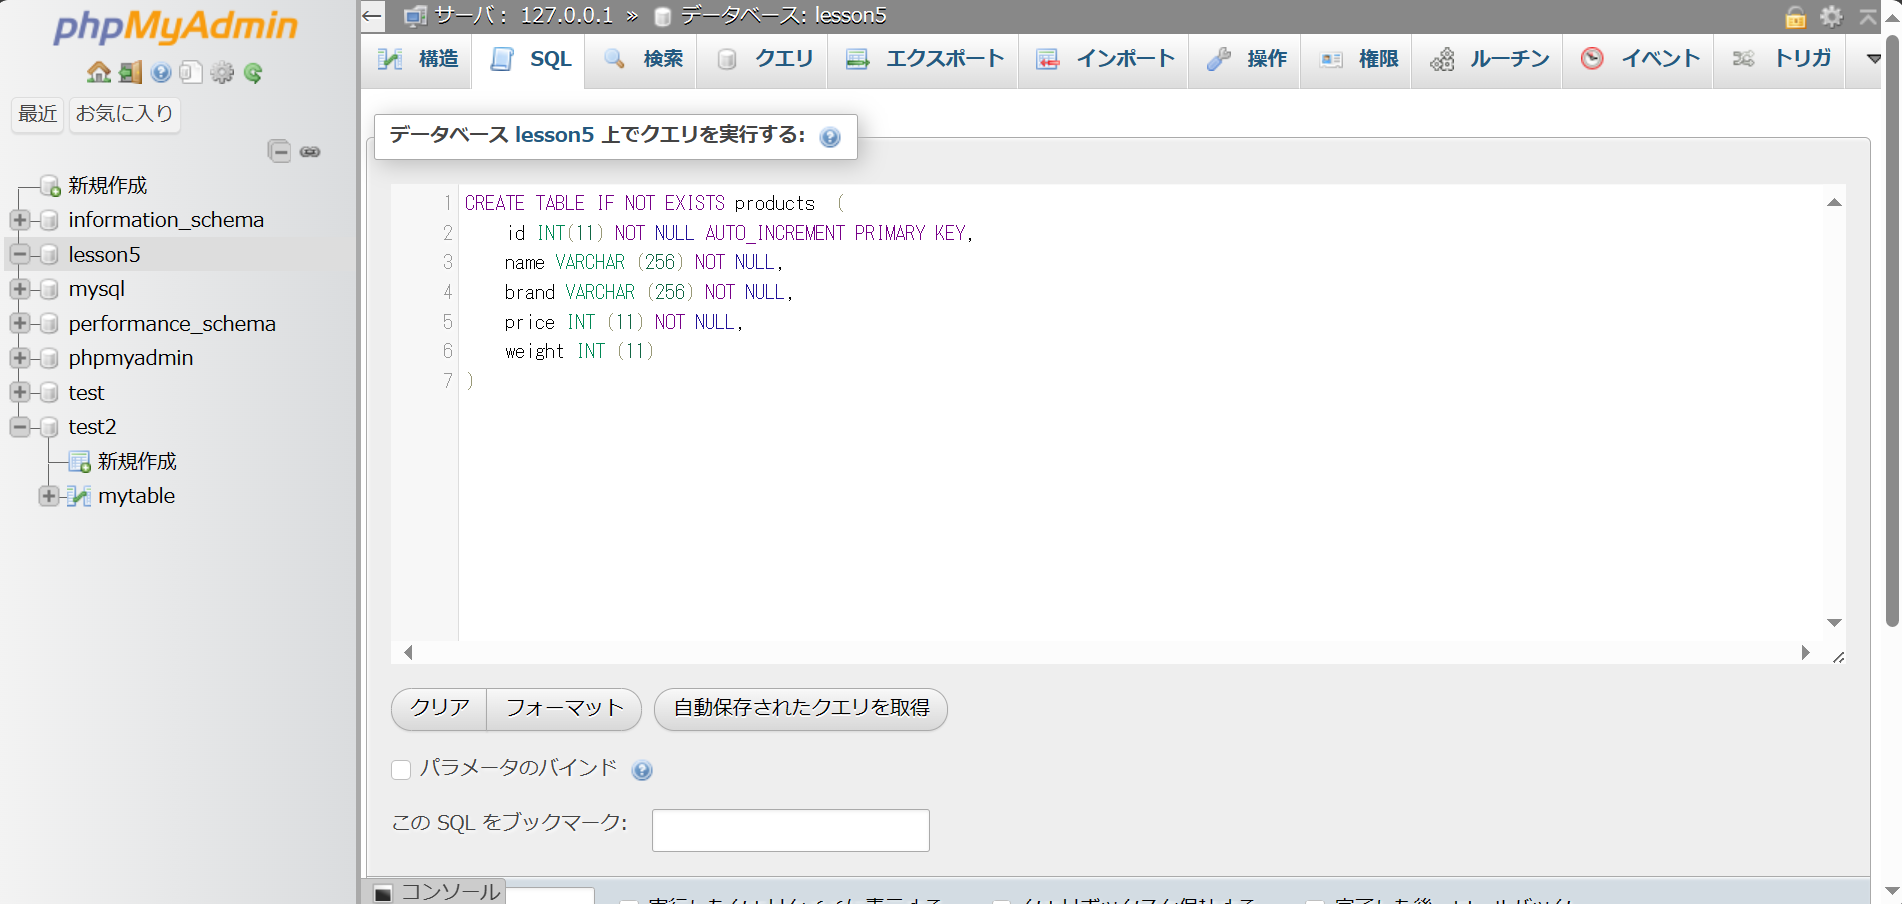 phpMyAdmin
最近 お気に入り
新規作成
information_schema
lesson5
mysql
performance_schema
phpmyadmin
test
test2
新規作成
mytable
サーバ: 127.0.0.1 » データベース: lesson5
構造 SQL 検索 クエリ エクスポート インポート 操作 権限 ルーチン イベント トリガ
データベース lesson5 上でクエリを実行する:
1 CREATE TABLE IF NOT EXISTS products (
2 id INT(11) NOT NULL AUTO_INCREMENT PRIMARY KEY,
3 name VARCHAR (256) NOT NULL,
4 brand VARCHAR (256) NOT NULL,
5 price INT (11) NOT NULL,
6 weight INT (11)
7 )
クリア フォーマット 自動保存されたクエリを取得
パラメータのバインド
この SQL をブックマーク:
コンソール